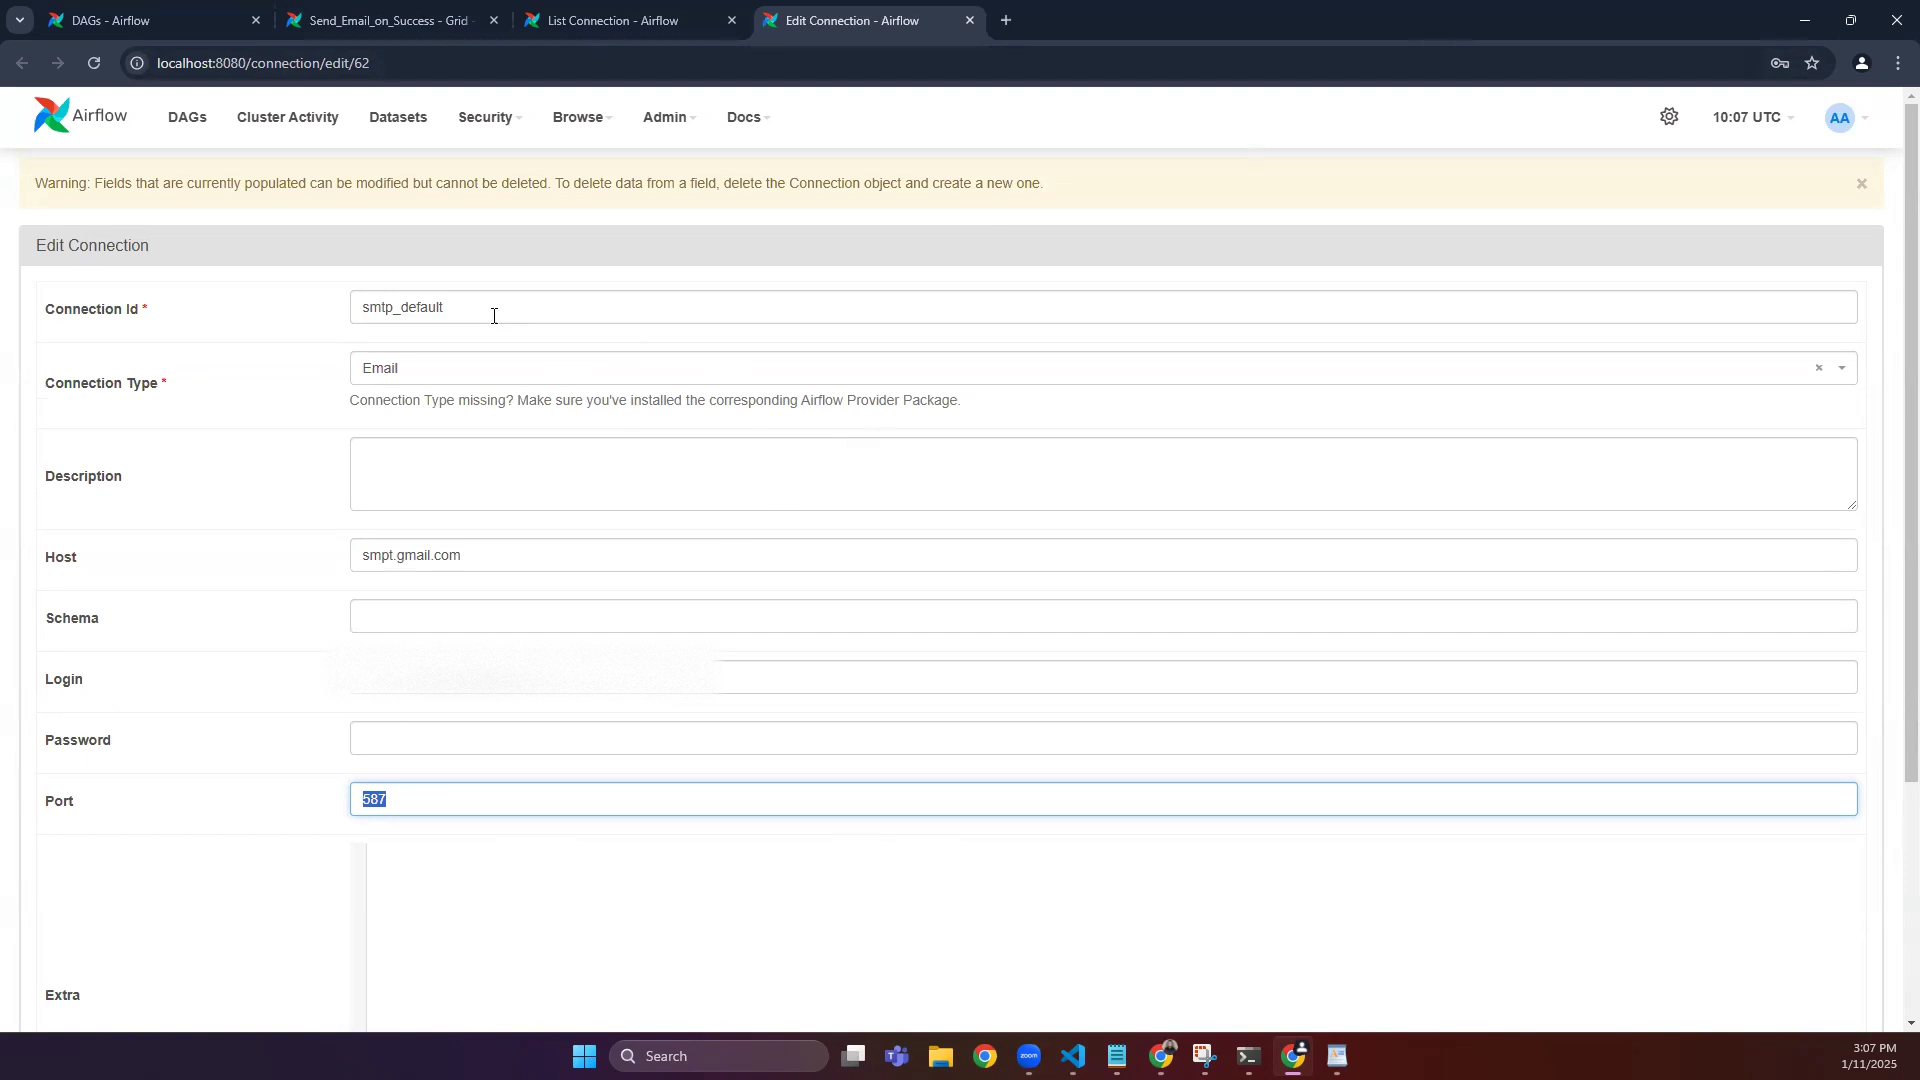 DAGs - Airflow
Send_Email_on_Success - Grid -
List Connection - Airflow
Edit Connection - Airflow
localhost:8080/connection/edit/62
Airflow
DAGs
Cluster Activity
Datasets
Security
Browse
Admin
Docs
10:07 UTC
AA
Warning: Fields that are currently populated can be modified but cannot be deleted. To delete data from a field, delete the Connection object and create a new one.
×
Edit Connection
Connection Id *
smtp_default
Connection Type *
Email
×
Connection Type missing? Make sure you've installed the corresponding Airflow Provider Package.
Description
Host
smpt.gmail.com
Schema
Login
Password
Port
587
Extra
Search
zoom
3:07 PM
1/11/2025